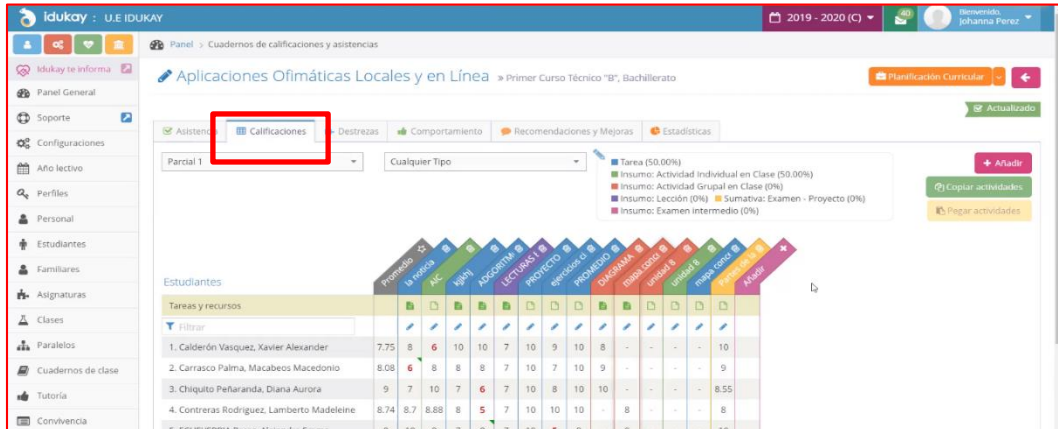 idukay : U.E IDUKAY
2019 - 2020 (C)
40
Bienvenido,
Johanna Perez
Panel > Cuadernos de calificaciones y asistencias
Idukay te informa
Panel General
Soporte
Configuraciones
Año lectivo
Perfiles
Personal
Estudiantes
Familiares
Asignaturas
Clases
Paralelos
Cuadernos de clase
Tutoría
Convivencia
Aplicaciones Ofimáticas Locales y en Línea » Primer Curso Técnico "B", Bachillerato
Planificación Curricular
Actualizado
Asistencia Calificaciones Destrezas Comportamiento Recomendaciones y Mejoras Estadísticas
Parcial 1
Cualquier Tipo
Tarea (50.00%)
Insumo: Actividad Individual en Clase (50.00%)
Insumo: Actividad Grupal en Clase (0%)
Insumo: Lección (0%) Sumativa: Examen - Proyecto (0%)
Insumo: Examen intermedio (0%)
+ Añadir
Copiar actividades
Pegar actividades
Estudiantes
Promedio
la noticia
AIC
kjikhj
LECTURAS
PROYECTO
ejercicos
PROMEDIO
DIAGRAMA
mapa conci
unidad 8
unidad 8
mapa conci
Partes de la
Añadir
Tareas y recursos
Filtrar
1. Calderón Vasquez, Xavier Alexander 7.75 8 6 10 10 7 10 9 10 8 - - - - 10
2. Carrasco Palma, Macabeos Macedonio 8.08 6 8 8 8 7 10 7 10 9 - - - - 9
3. Chiquito Peñaranda, Diana Aurora 9 7 10 7 6 7 10 8 10 10 - - - - 8.55
4. Contreras Rodriguez, Lamberto Madeleine 8.74 8.7 8.88 8 5 7 10 10 10 - 8 - - - 8